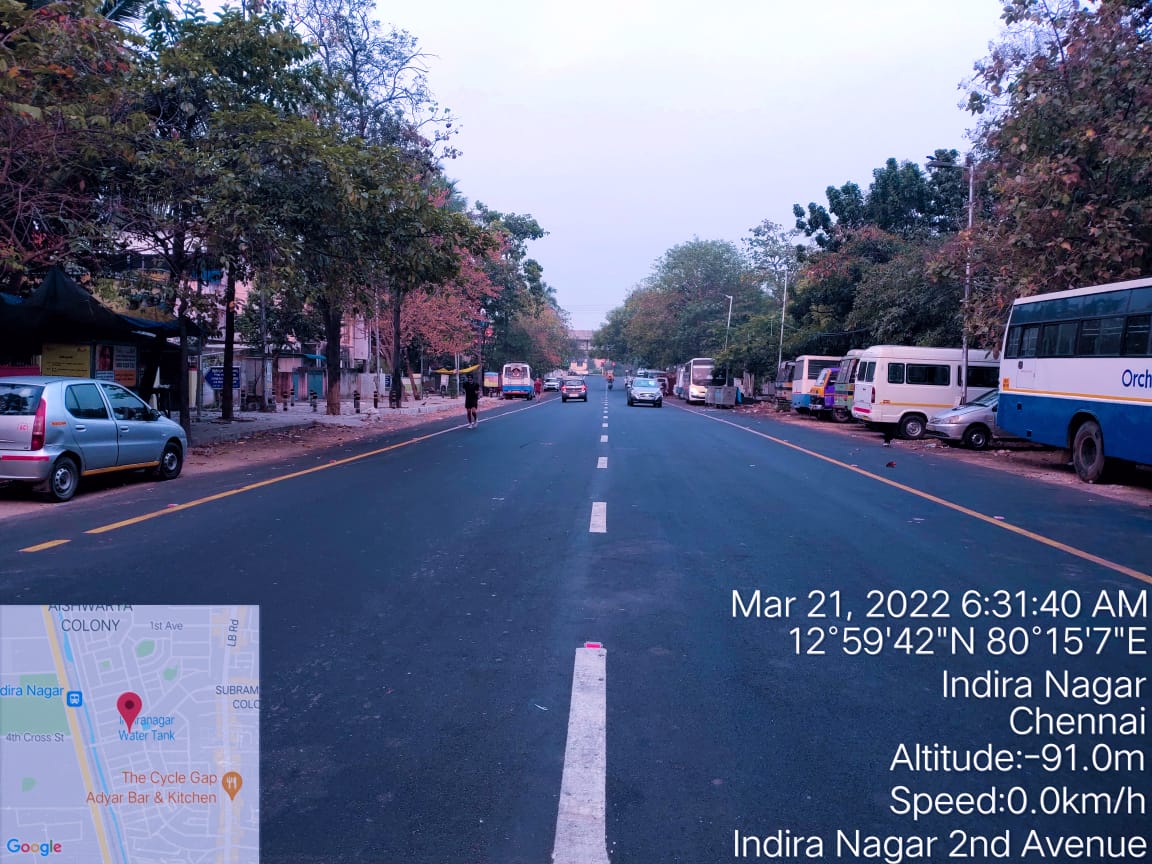 Orch
Mar 21, 2022 6:31:40 AM
12°59'42"N 80°15'7"E
Indira Nagar
Chennai
Altitude:-91.0m
Speed:0.0km/h
Indira Nagar 2nd Avenue
AISHWARYA
COLONY
1st Ave
LB Rd
dira Nagar
SUBRAM
COLO
4th Cross St
Water Tank
The Cycle Gap
Adyar Bar & Kitchen
Google